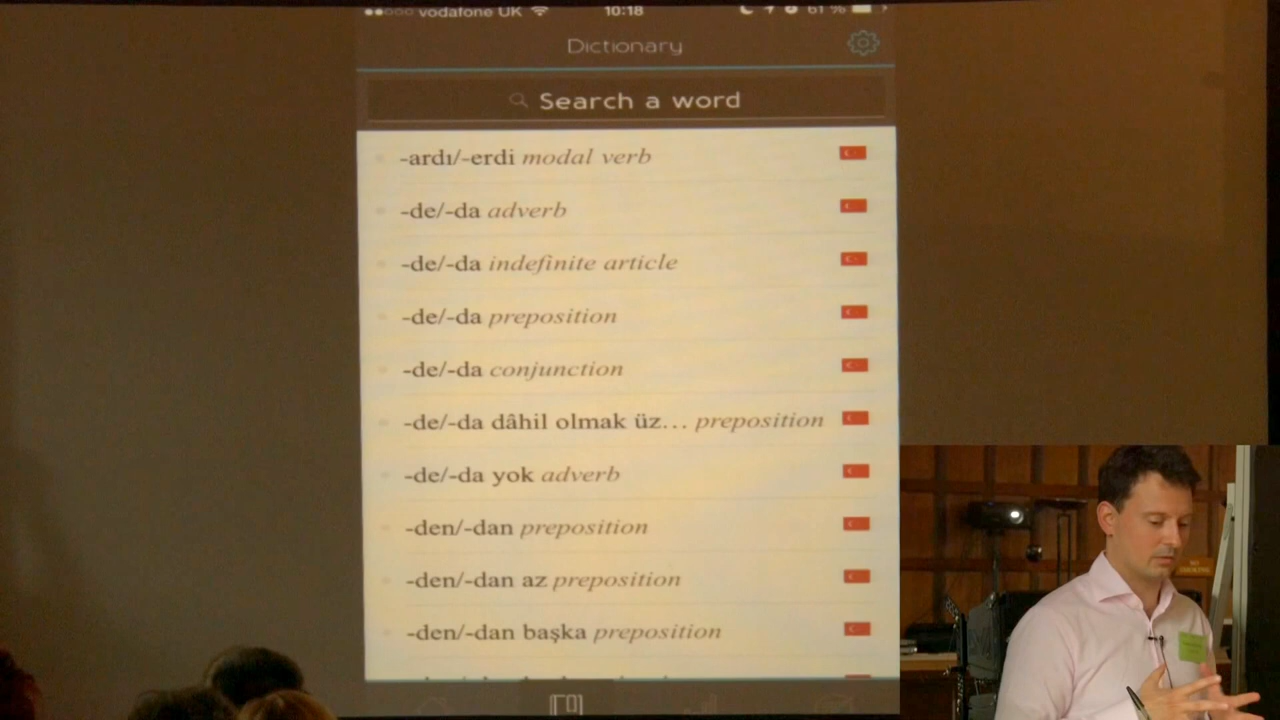 vodafone UK 10:18 61 %
Dictionary
Search a word
-ardı/-erdi modal verb
-de/-da adverb
-de/-da indefinite article
-de/-da preposition
-de/-da conjunction
-de/-da dâhil olmak üz... preposition
-de/-da yok adverb
-den/-dan preposition
-den/-dan az preposition
-den/-dan başka preposition